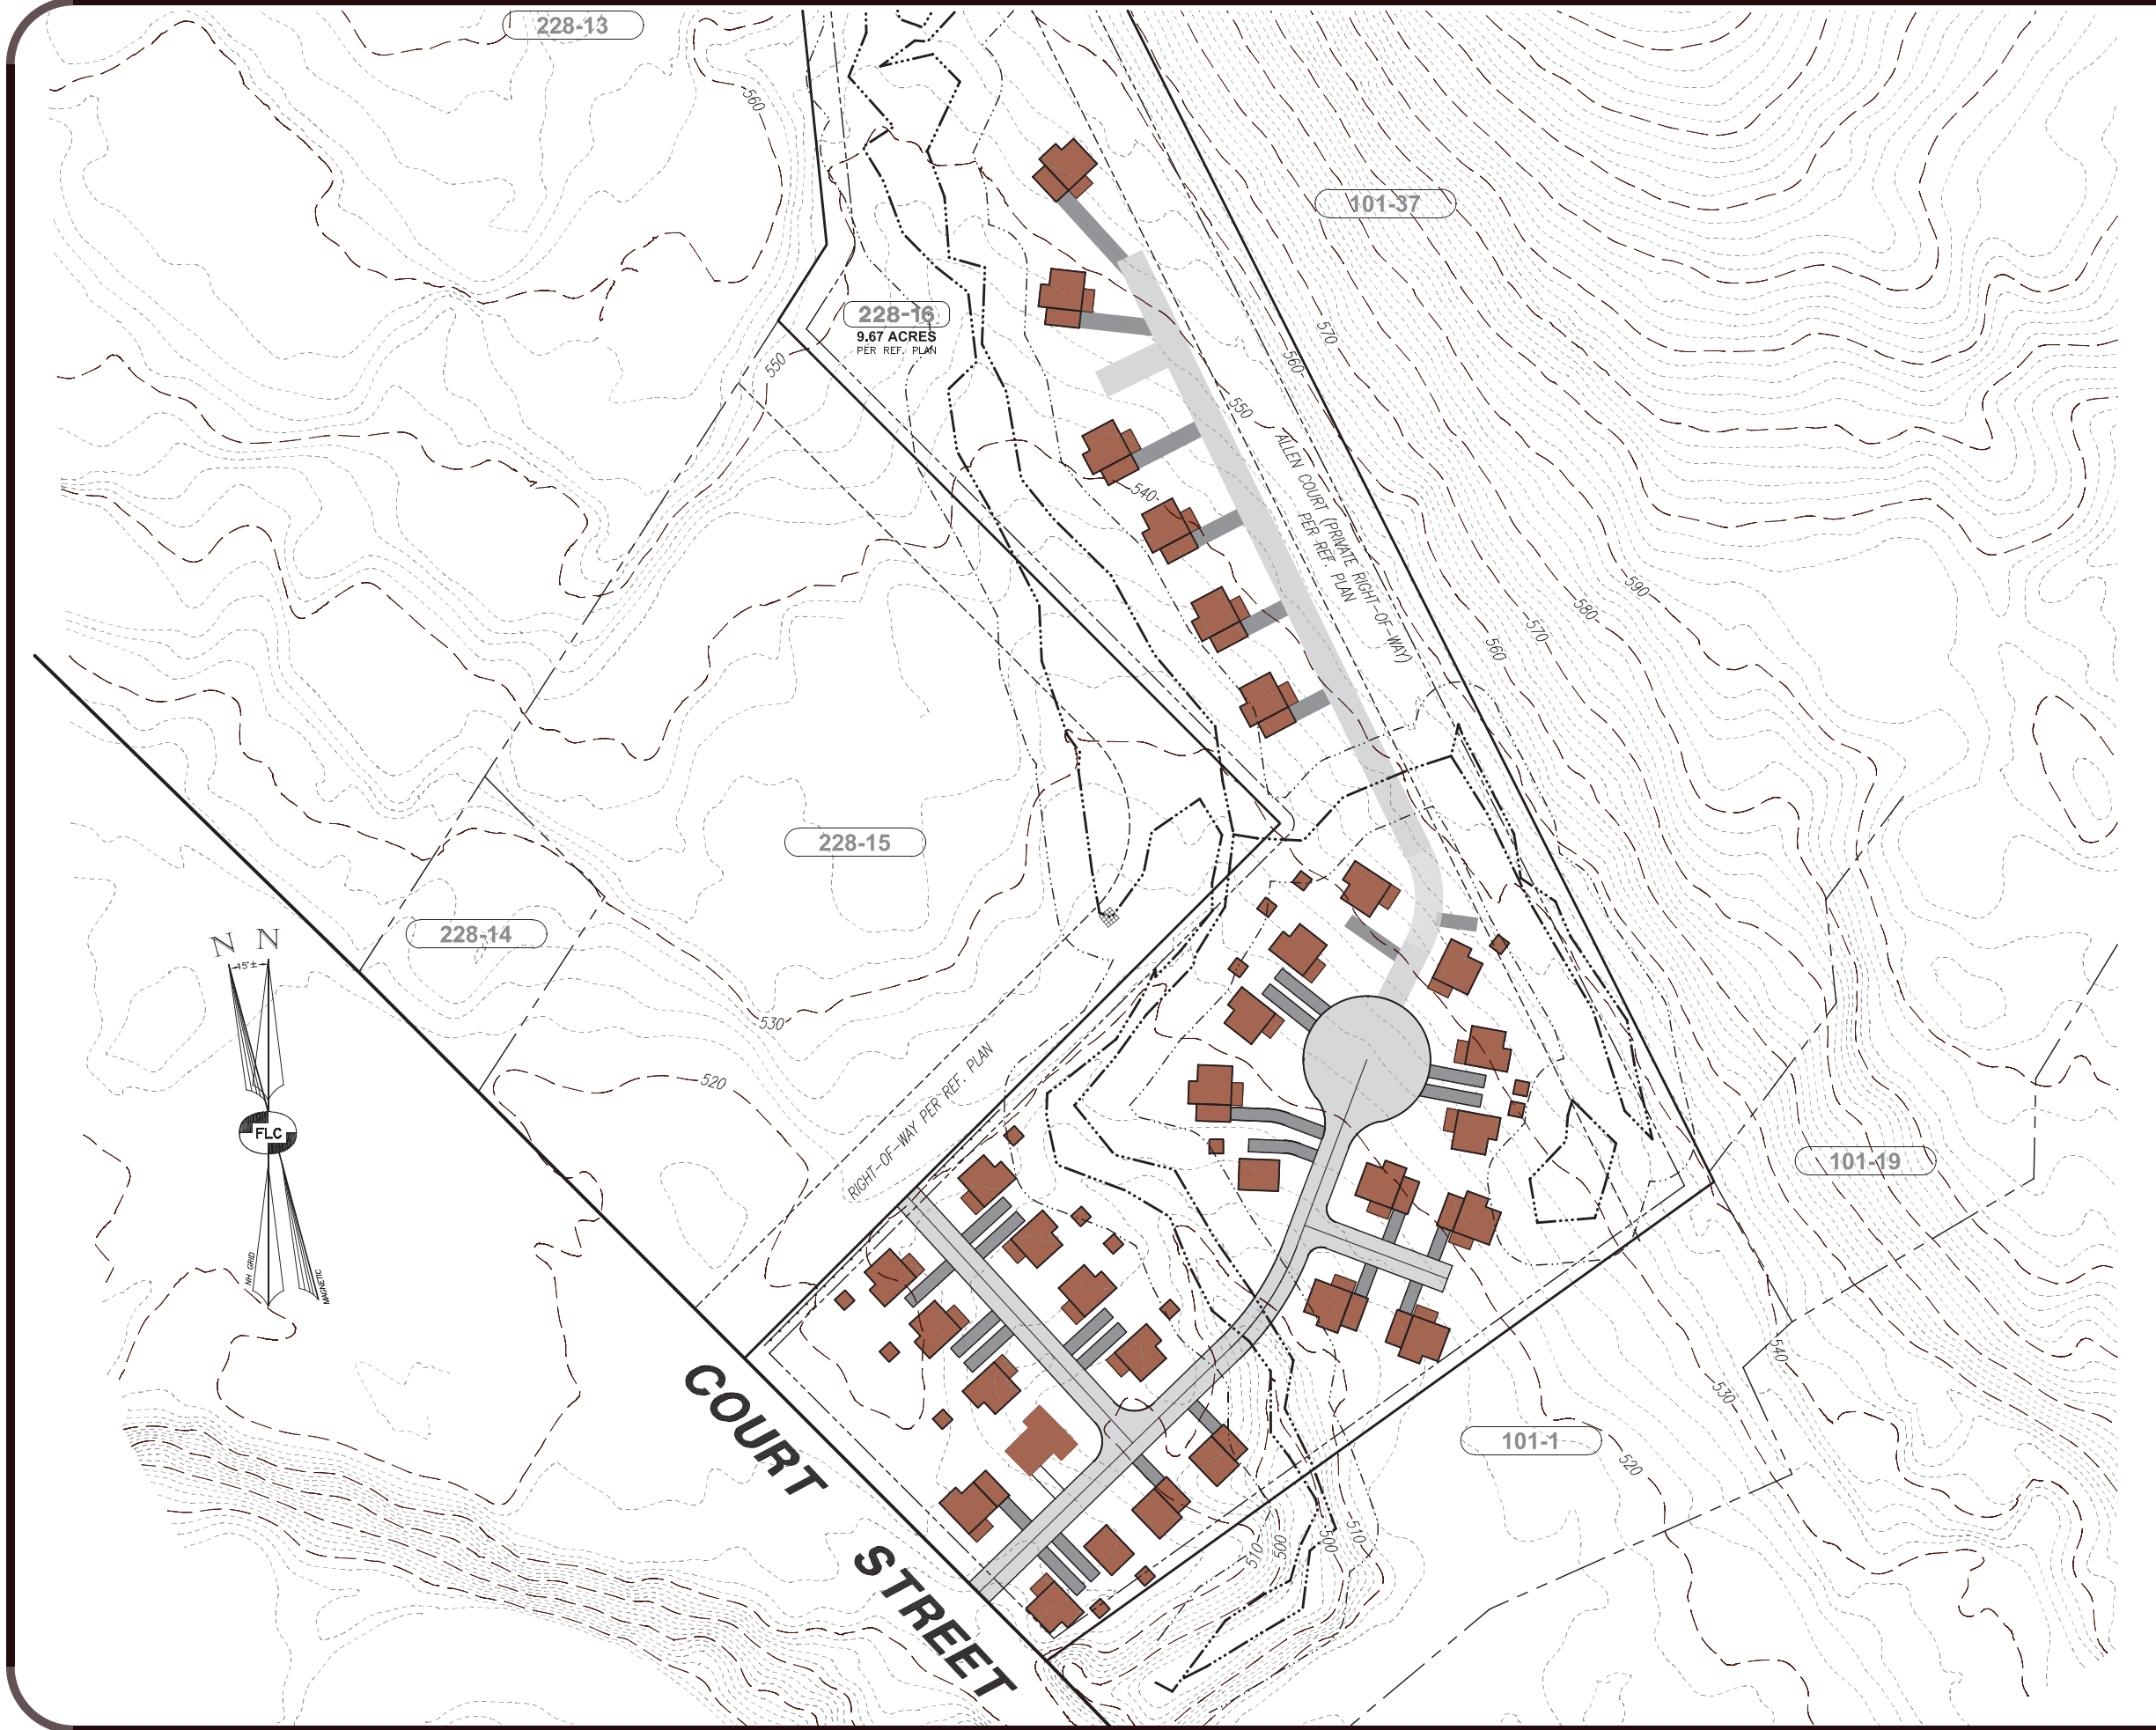 228-13
560
101-37
228-16
9.67 ACRES
PER REF. PLAN
550
570
560
550
ALLEN COURT (PRIVATE RIGHT-OF-WAY)
PER REF. PLAN
540
590
580
570
560
228-15
228-14
N N
15'±
530
520
RIGHT-OF-WAY PER REF. PLAN
FLC
NH GRID
MAGNETIC
101-19
540
530
COURT STREET
101-1
520
510
500
500
510